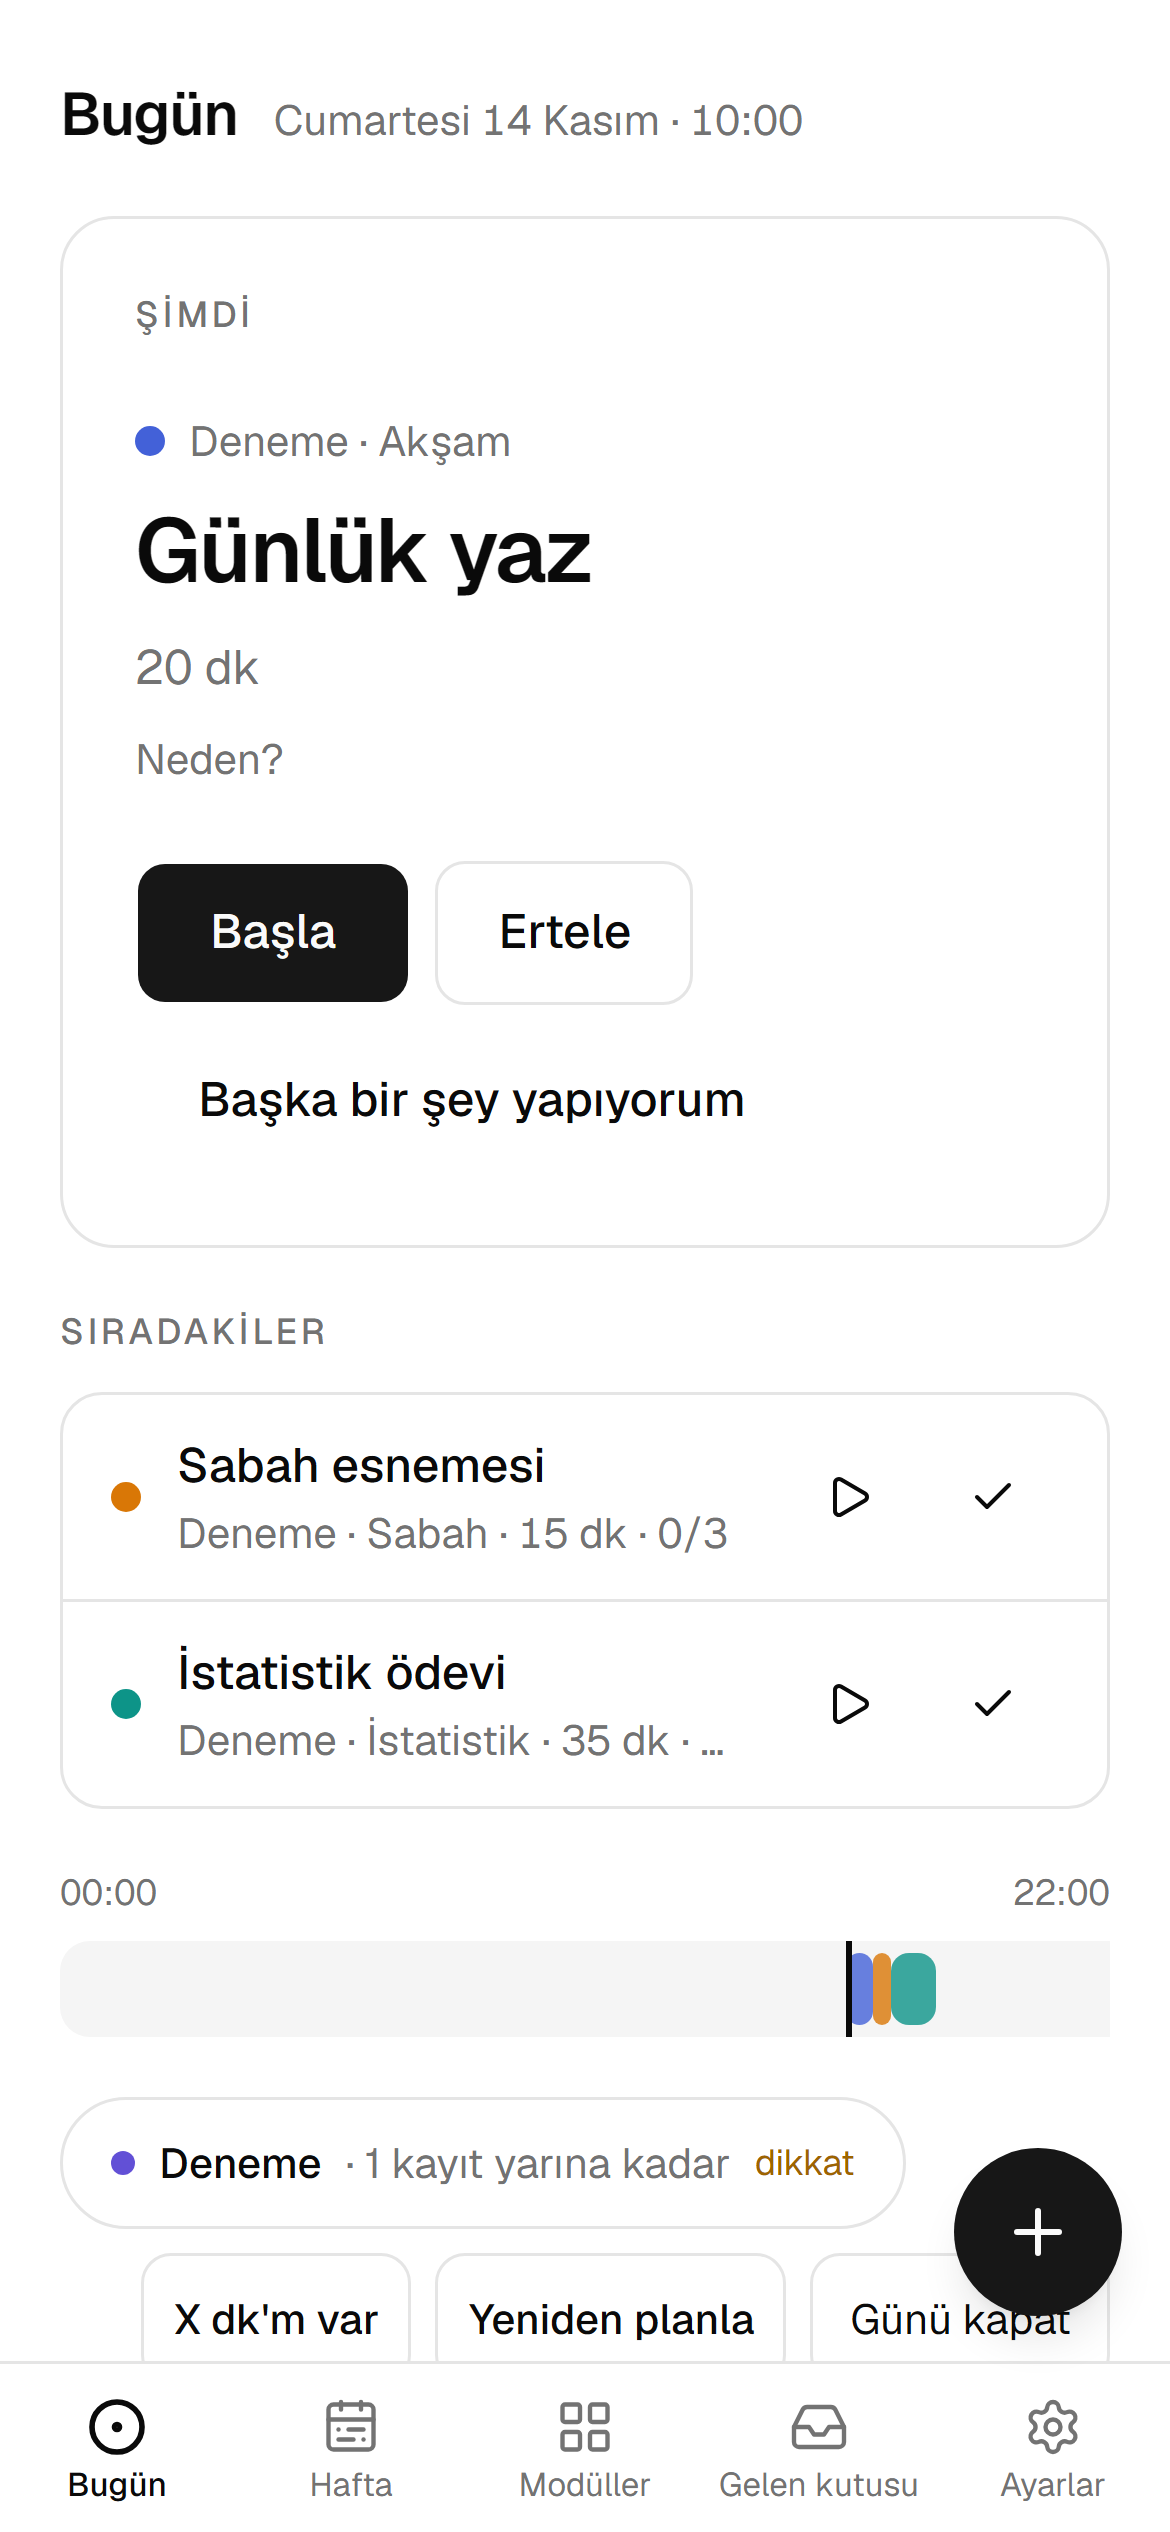 Bugün Cumartesi 14 Kasım · 10:00
ŞİMDİ
Deneme · Akşam
Günlük yaz
20 dk
Neden?
Başla Ertele
Başka bir şey yapıyorum
SIRADAKİLER
Sabah esnemesi
Deneme · Sabah · 15 dk · 0/3
İstatistik ödevi
Deneme · İstatistik · 35 dk · ...
00:00 22:00
Deneme · 1 kayıt yarına kadar dikkat
X dk'm var Yeniden planla Günü kapat
Bugün Hafta Modüller Gelen kutusu Ayarlar